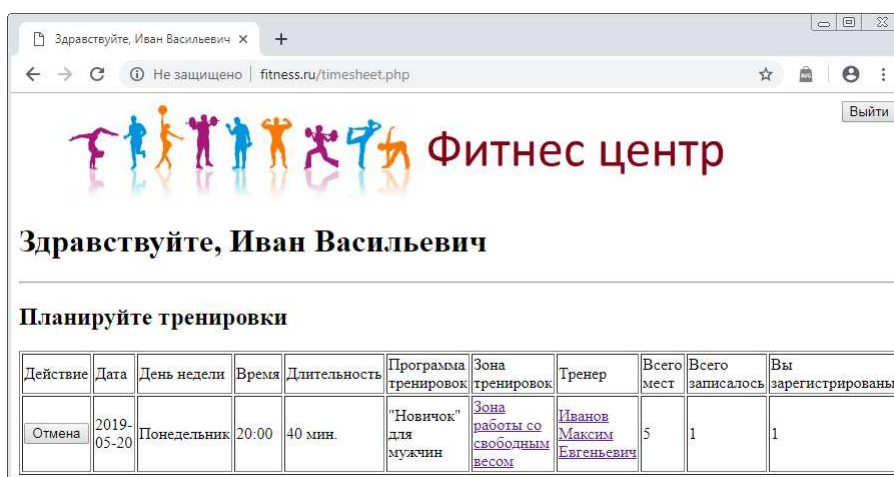 Здравствуйте, Иван Васильевич
Не защищено | fitness.ru/timesheet.php
Выйти
Фитнес центр
Здравствуйте, Иван Васильевич
Планируйте тренировки
Действие Дата День недели Время Длительность Программа тренировок Зона тренировок Тренер Всего мест Всего записалось Вы зарегистрированы
Отмена 2019-05-20 Понедельник 20:00 40 мин. "Новичок" для мужчин Зона работы со свободным весом Иванов Максим Евгеньевич 5 1 1